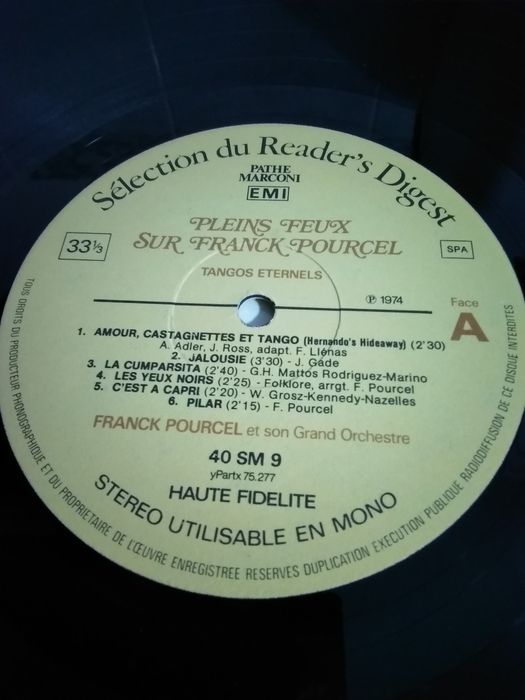 Sélection du Reader's Digest
PATHE
MARCONI
EMI
PLEINS FEUX
SUR FRANCK POURCEL
33⅓
SPA
TANGOS ETERNELS
℗ 1974
Face
A
1. AMOUR, CASTAGNETTES ET TANGO (Hernando's Hideaway) (2'30)
A. Adler, J. Ross, adapt. F. Llénas
2. JALOUSIE (3'30) - J. Gade
3. LA CUMPARSITA (2'40) - G.H. Mattos Rodriguez-Marino
4. LES YEUX NOIRS (2'25) - Folklore, arrgt. F. Pourcel
5. C'EST A CAPRI (2'20) - W. Grosz-Kennedy-Nazelles
6. PILAR (2'15) - F. Pourcel
FRANCK POURCEL et son Grand Orchestre
40 SM 9
yPartx 75.277
HAUTE FIDELITE
STEREO UTILISABLE EN MONO
TOUS DROITS DU PRODUCTEUR PHONOGRAPHIQUE ET DU PROPRIETAIRE DE L'ŒUVRE ENREGISTREE RESERVES DUPLICATION EXECUTION PUBLIQUE RADIODIFFUSION DE CE DISQUE INTERDITES